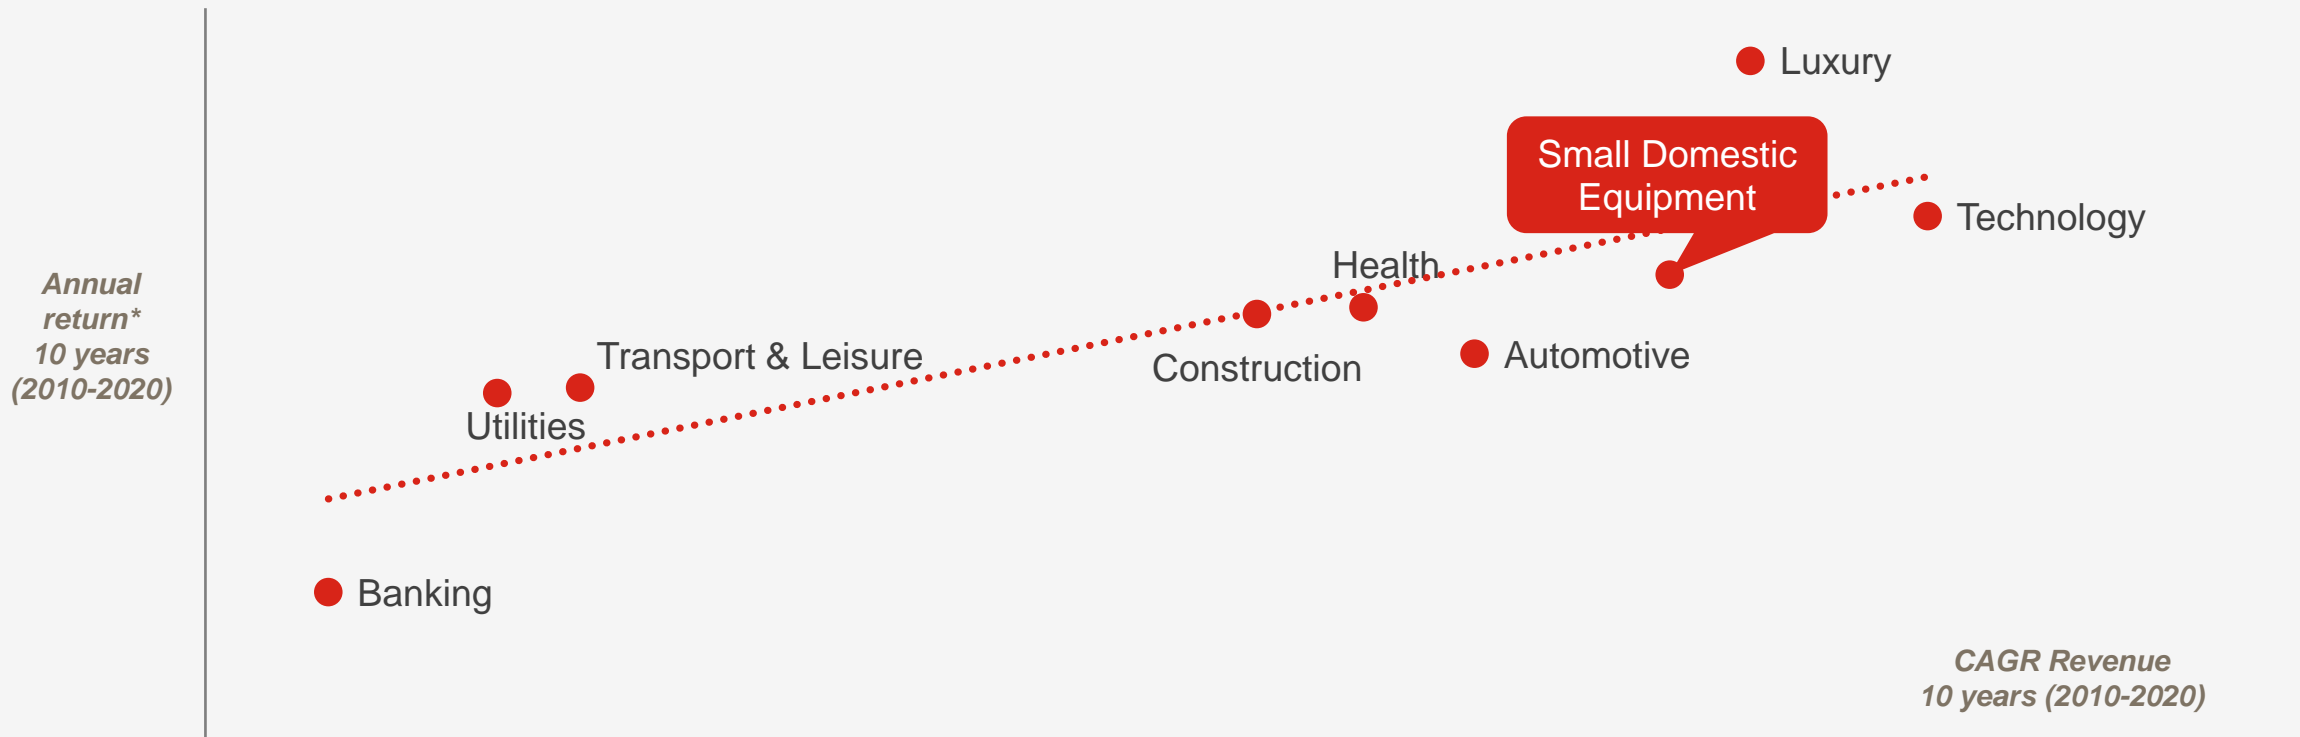 Luxury
Small Domestic
Equipment
Technology
Health
Annual
return*
10 years
(2010-2020)
Transport & Leisure
Construction
Automotive
Utilities
Banking
CAGR Revenue
10 years (2010-2020)